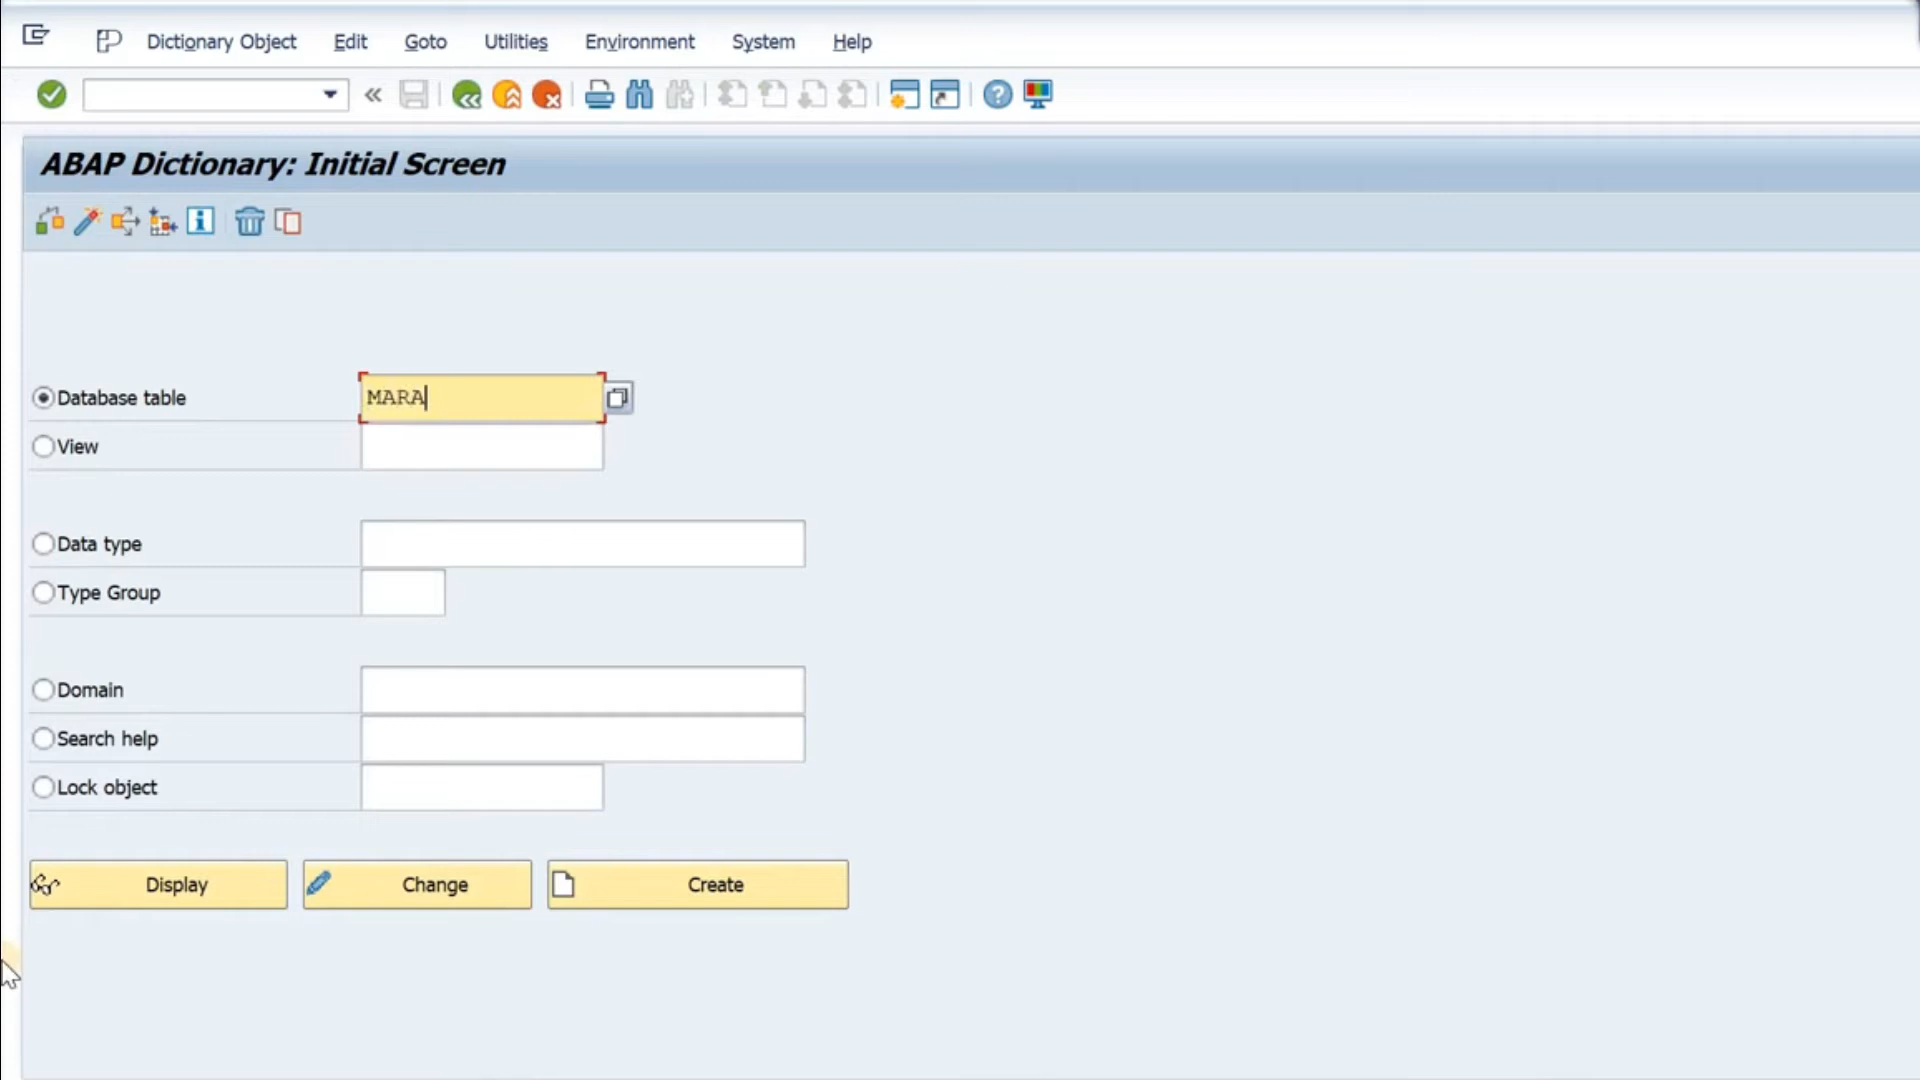 Dictionary Object Edit Goto Utilities Environment System Help
ABAP Dictionary: Initial Screen
Database table MARA
View
Data type
Type Group
Domain
Search help
Lock object
Display Change Create